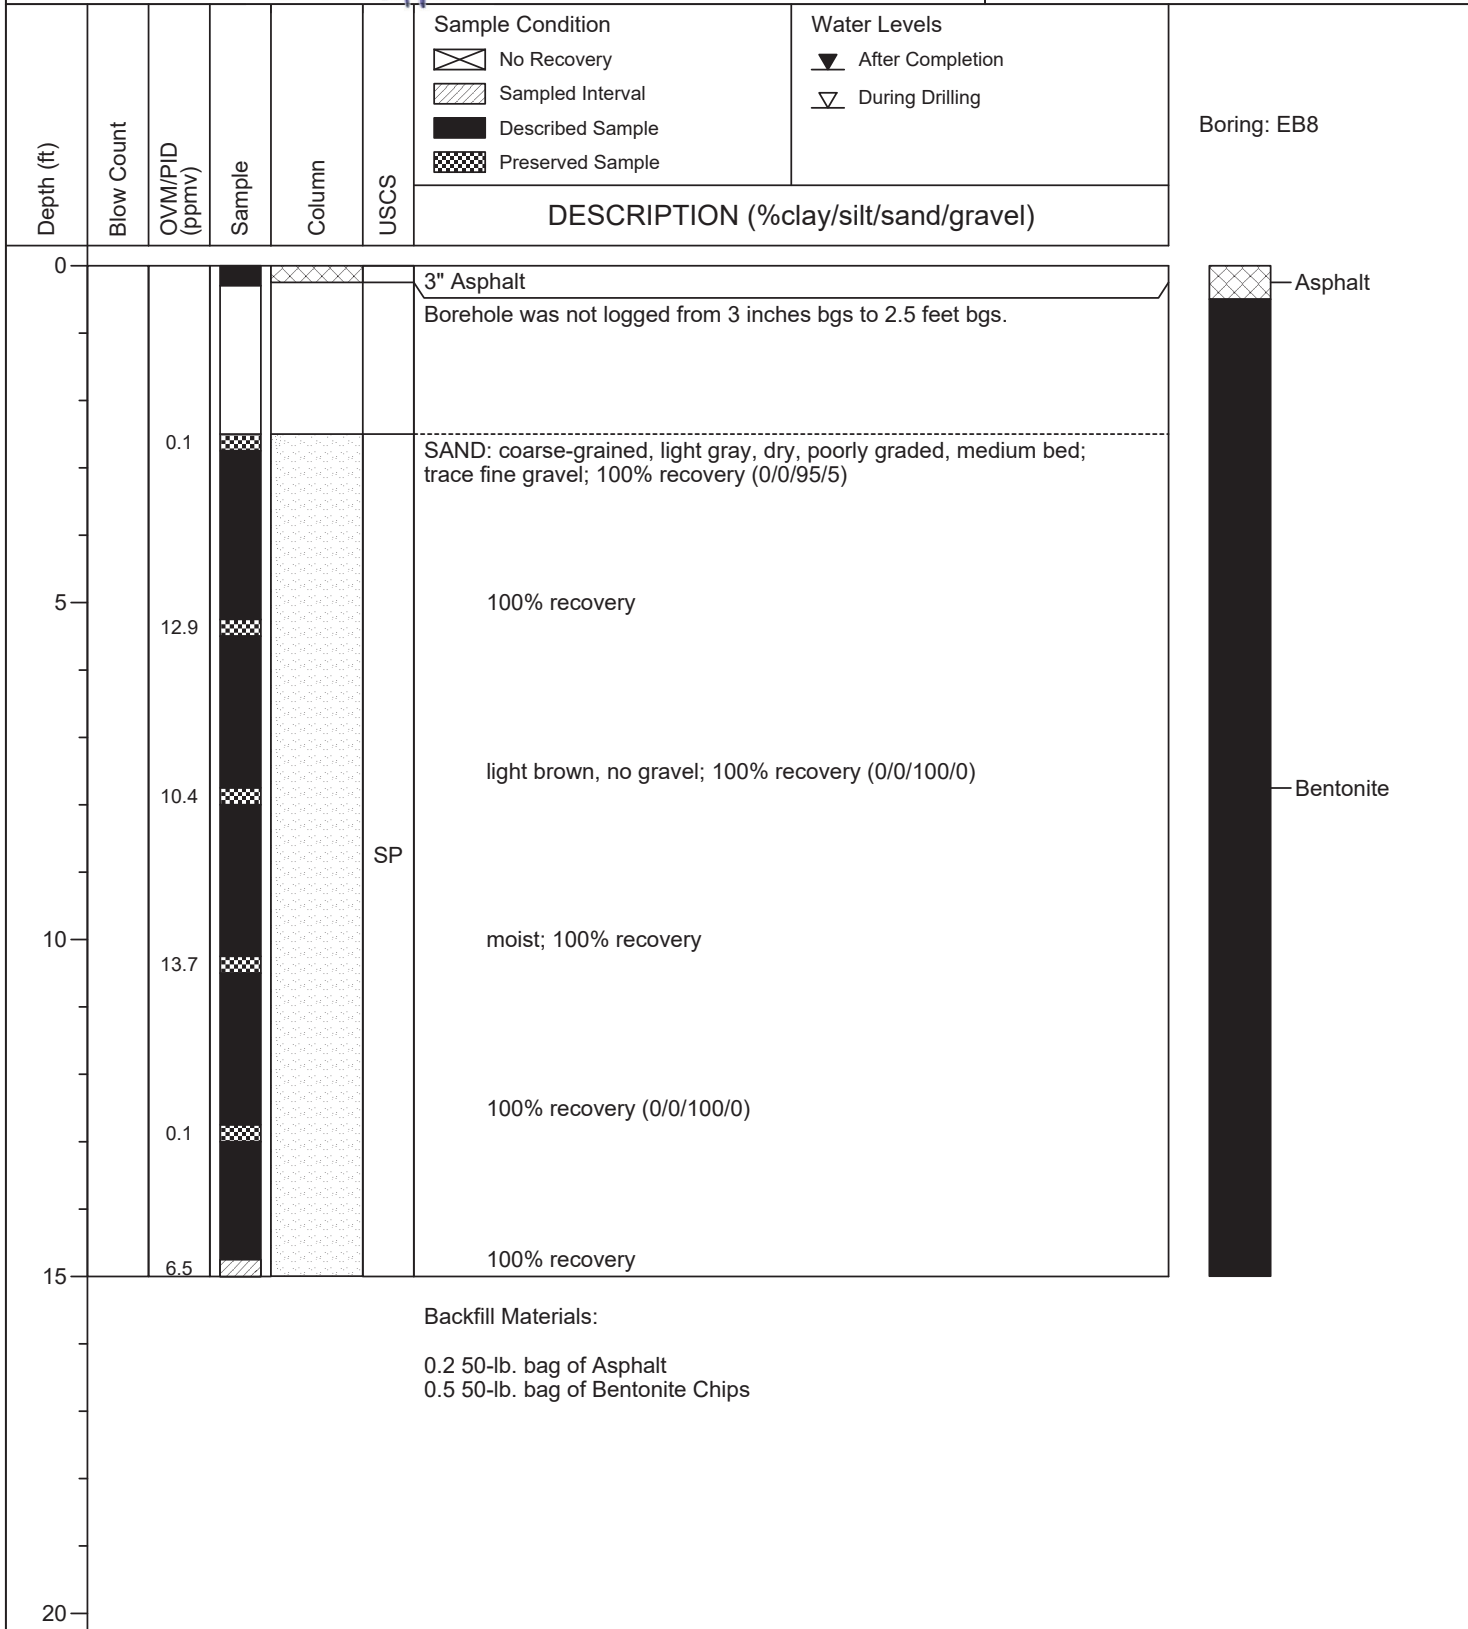 Sample Condition
No Recovery
Sampled Interval
Described Sample
Preserved Sample
Water Levels
After Completion
During Drilling
Boring: EB8
Depth (ft)
Blow Count
OVM/PID
(ppmv)
Sample
Column
USCS
DESCRIPTION (%clay/silt/sand/gravel)
0
3" Asphalt
Asphalt
Borehole was not logged from 3 inches bgs to 2.5 feet bgs.
0.1
SAND: coarse-grained, light gray, dry, poorly graded, medium bed;
trace fine gravel; 100% recovery (0/0/95/5)
5
100% recovery
12.9
light brown, no gravel; 100% recovery (0/0/100/0)
10.4
Bentonite
SP
10
moist; 100% recovery
13.7
100% recovery (0/0/100/0)
0.1
100% recovery
6.5
15
Backfill Materials:
0.2 50-lb. bag of Asphalt
0.5 50-lb. bag of Bentonite Chips
20